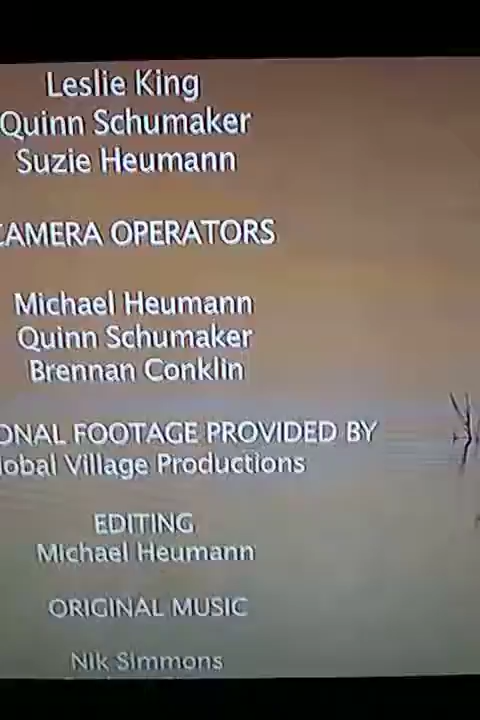 Leslie King
Quinn Schumaker
Suzie Heumann
CAMERA OPERATORS
Michael Heumann
Quinn Schumaker
Brennan Conklin
ONAL FOOTAGE PROVIDED BY
lobal Village Productions
EDITING
Michael Heumann
ORIGINAL MUSIC
Nik Simmons